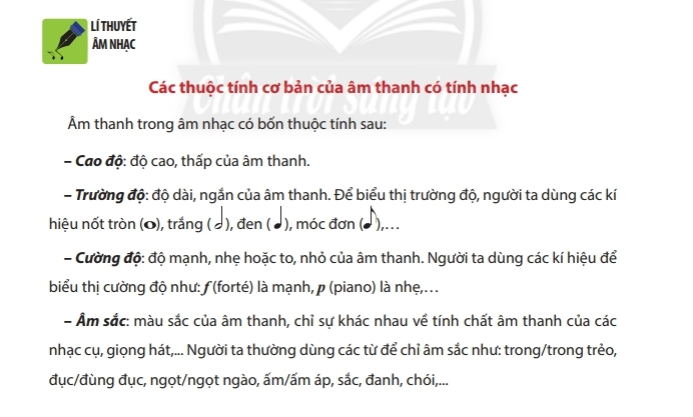 LÍ THUYẾT
ÂM NHẠC
Chân trời sáng tạo
Các thuộc tính cơ bản của âm thanh có tính nhạc
Âm thanh trong âm nhạc có bốn thuộc tính sau:
– Cao độ: độ cao, thấp của âm thanh.
– Trường độ: độ dài, ngắn của âm thanh. Để biểu thị trường độ, người ta dùng các kí
hiệu nốt tròn (𝅝), trắng (𝅗𝅥), đen (♩), móc đơn (♪),…
– Cường độ: độ mạnh, nhẹ hoặc to, nhỏ của âm thanh. Người ta dùng các kí hiệu để
biểu thị cường độ như: f (forté) là mạnh, p (piano) là nhẹ,…
– Âm sắc: màu sắc của âm thanh, chỉ sự khác nhau về tính chất âm thanh của các
nhạc cụ, giọng hát,... Người ta thường dùng các từ để chỉ âm sắc như: trong/trong trẻo,
đục/đùng đục, ngọt/ngọt ngào, ấm/ấm áp, sắc, đanh, chói,...